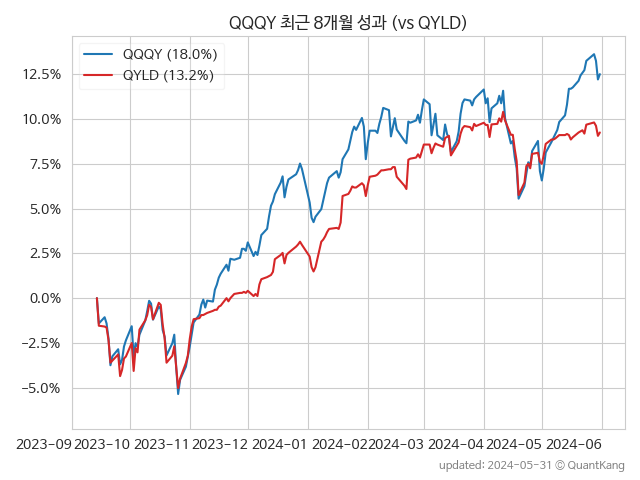 QQQY 최근 8개월 성과 (vs QYLD)
QQQY (18.0%)
QYLD (13.2%)
12.5%
10.0%
7.5%
5.0%
2.5%
0.0%
−2.5%
−5.0%
2023-09 2023-10 2023-11 2023-12 2024-01 2024-02 2024-03 2024-04 2024-05 2024-06
updated: 2024-05-31 © QuantKang